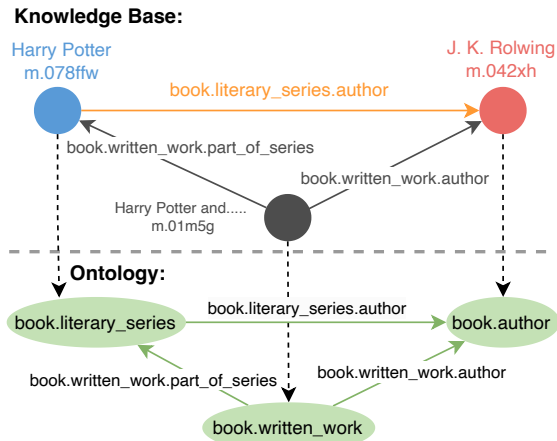 Knowledge Base:
Harry Potter
m.078ffw
J. K. Rolwing
m.042xh
book.literary_series.author
book.written_work.part_of_series
book.written_work.author
Harry Potter and.....
m.01m5g
Ontology:
book.literary_series.author
book.literary_series
book.author
book.written_work.part_of_series
book.written_work.author
book.written_work